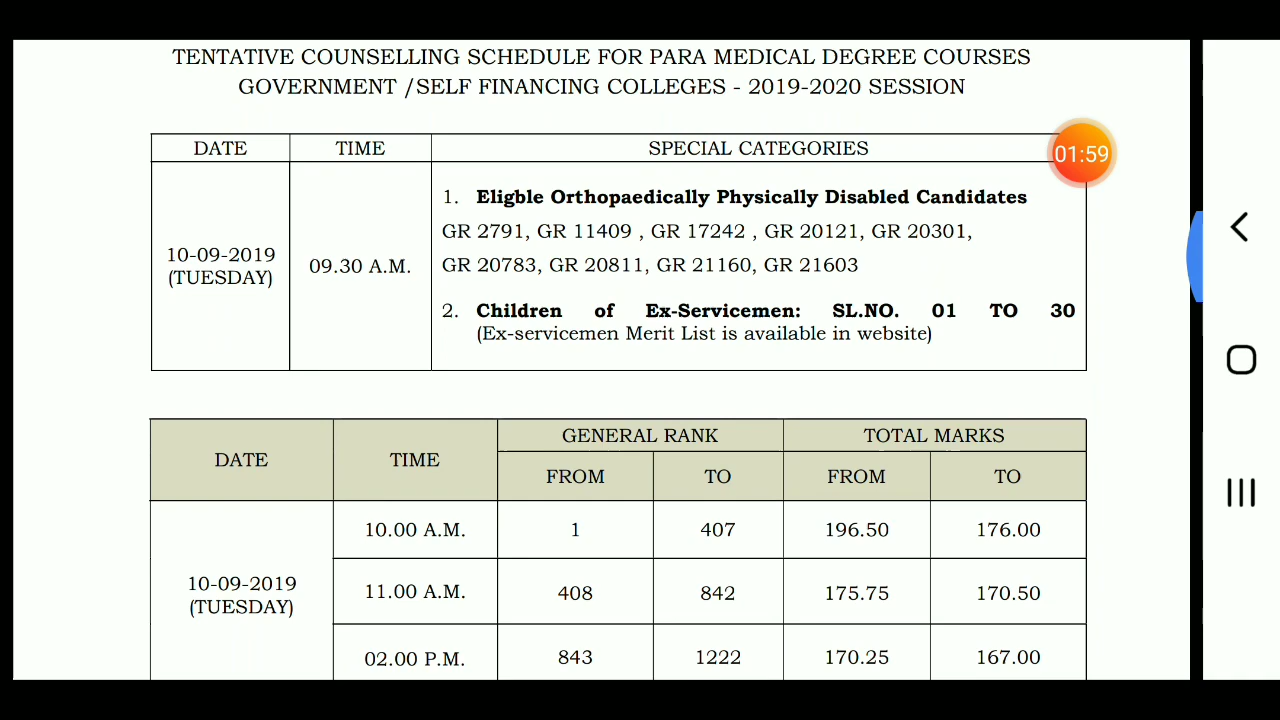 TENTATIVE COUNSELLING SCHEDULE FOR PARA MEDICAL DEGREE COURSES
GOVERNMENT /SELF FINANCING COLLEGES - 2019-2020 SESSION
DATE TIME SPECIAL CATEGORIES
01:59
10-09-2019
(TUESDAY)
09.30 A.M.
1. Eligble Orthopaedically Physically Disabled Candidates
GR 2791, GR 11409 , GR 17242 , GR 20121, GR 20301,
GR 20783, GR 20811, GR 21160, GR 21603
2. Children of Ex-Servicemen: SL.NO. 01 TO 30
(Ex-servicemen Merit List is available in website)
DATE TIME GENERAL RANK TOTAL MARKS
FROM TO FROM TO
10-09-2019
(TUESDAY)
10.00 A.M. 1 407 196.50 176.00
11.00 A.M. 408 842 175.75 170.50
02.00 P.M. 843 1222 170.25 167.00